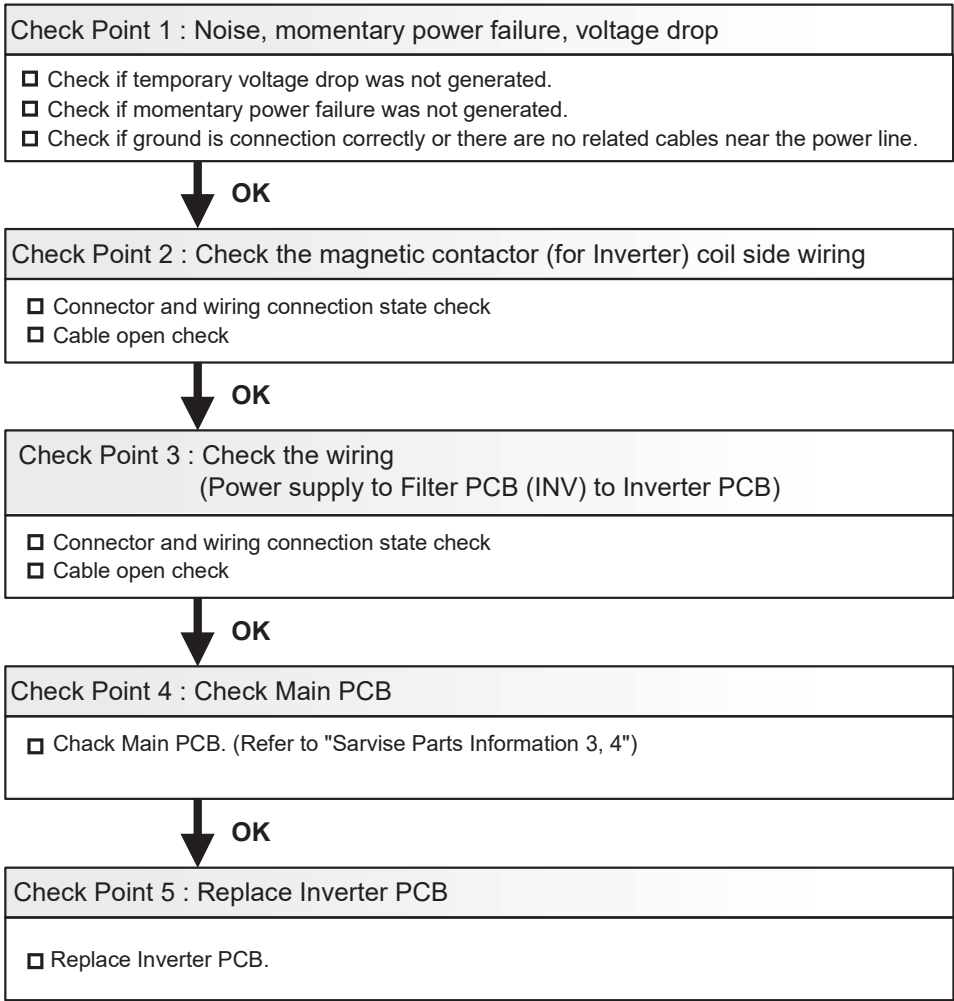 Check Point 1 : Noise, momentary power failure, voltage drop
Check if temporary voltage drop was not generated.
Check if momentary power failure was not generated.
Check if ground is connection correctly or there are no related cables near the power line.
OK
Check Point 2 : Check the magnetic contactor (for Inverter) coil side wiring
Connector and wiring connection state check
Cable open check
OK
Check Point 3 : Check the wiring
(Power supply to Filter PCB (INV) to Inverter PCB)
Connector and wiring connection state check
Cable open check
OK
Check Point 4 : Check Main PCB
Chack Main PCB. (Refer to "Sarvise Parts Information 3, 4")
OK
Check Point 5 : Replace Inverter PCB
Replace Inverter PCB.